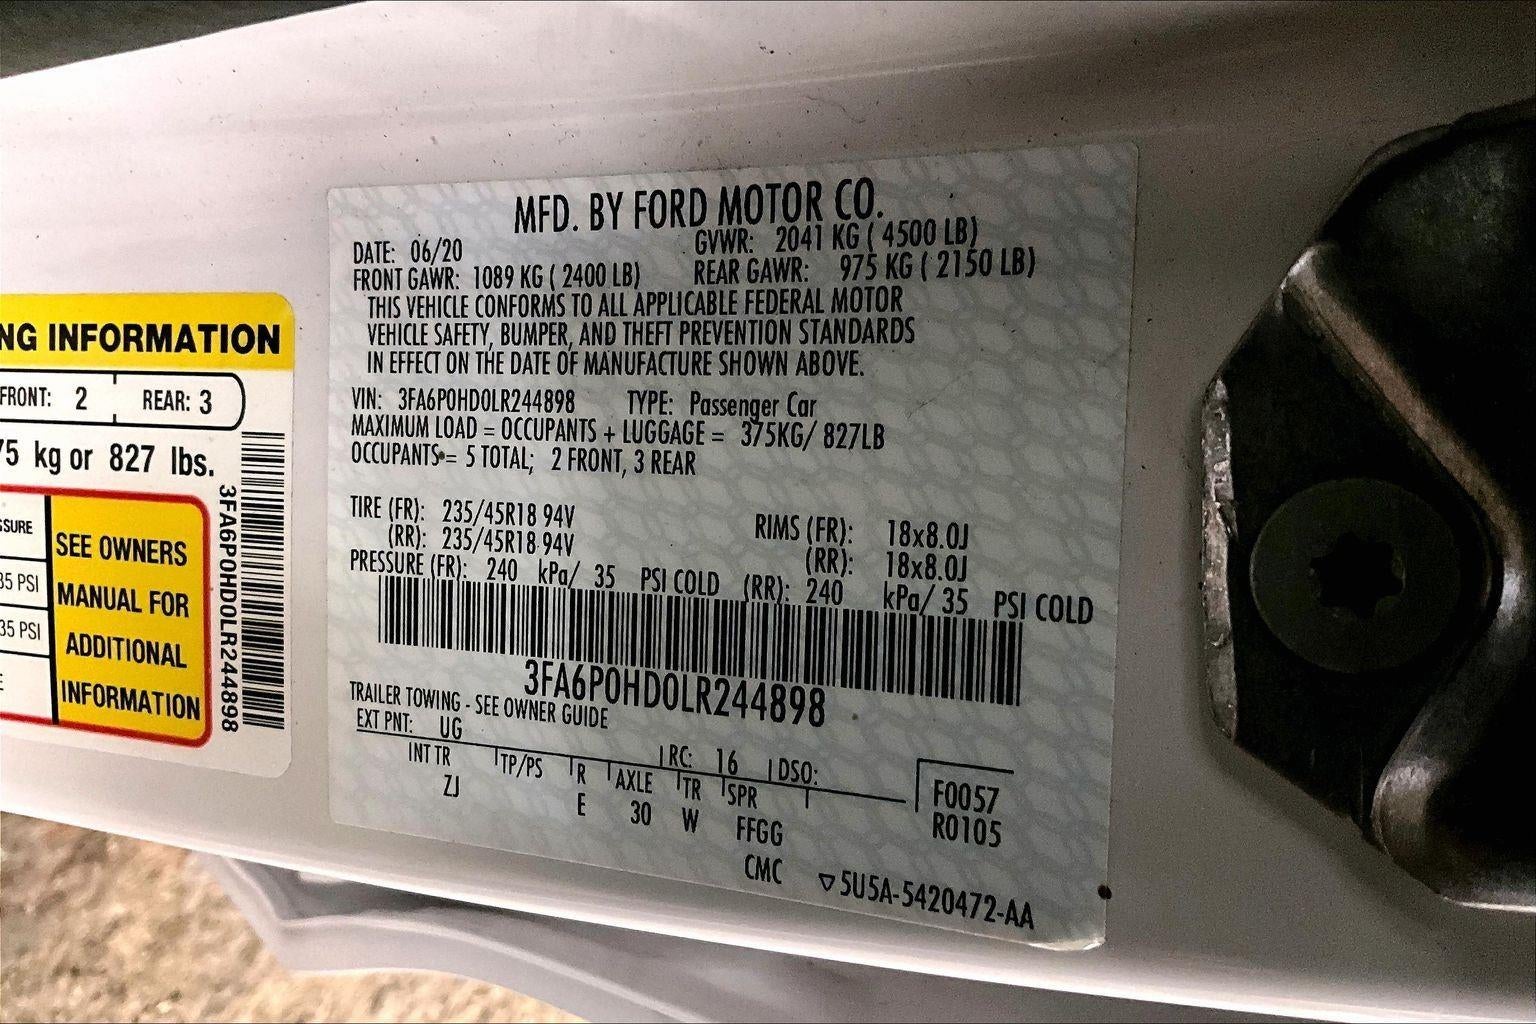 NG INFORMATION
FRONT: 2 REAR: 3
75 kg or 827 lbs.
SSURE
35 PSI
35 PSI
E
SEE OWNERS
MANUAL FOR
ADDITIONAL
INFORMATION
3FA6P0HD0LR244898
MFD. BY FORD MOTOR CO.
DATE: 06/20 GVWR: 2041 KG ( 4500 LB)
FRONT GAWR: 1089 KG ( 2400 LB) REAR GAWR: 975 KG ( 2150 LB)
THIS VEHICLE CONFORMS TO ALL APPLICABLE FEDERAL MOTOR
VEHICLE SAFETY, BUMPER, AND THEFT PREVENTION STANDARDS
IN EFFECT ON THE DATE OF MANUFACTURE SHOWN ABOVE.
VIN: 3FA6P0HD0LR244898 TYPE: Passenger Car
MAXIMUM LOAD = OCCUPANTS + LUGGAGE = 375KG/ 827LB
OCCUPANTS = 5 TOTAL; 2 FRONT, 3 REAR
TIRE (FR): 235/45R18 94V RIMS (FR): 18x8.0J
(RR): 235/45R18 94V (RR): 18x8.0J
PRESSURE (FR): 240 kPa/ 35 PSI COLD (RR): 240 kPa/ 35 PSI COLD
3FA6P0HD0LR244898
TRAILER TOWING - SEE OWNER GUIDE
EXT PNT: UG RC: 16 DSO:
INT TR TP/PS R AXLE TR SPR
ZJ E 30 W FFGG
CMC
F0057
R0105
▽5U5A-5420472-AA